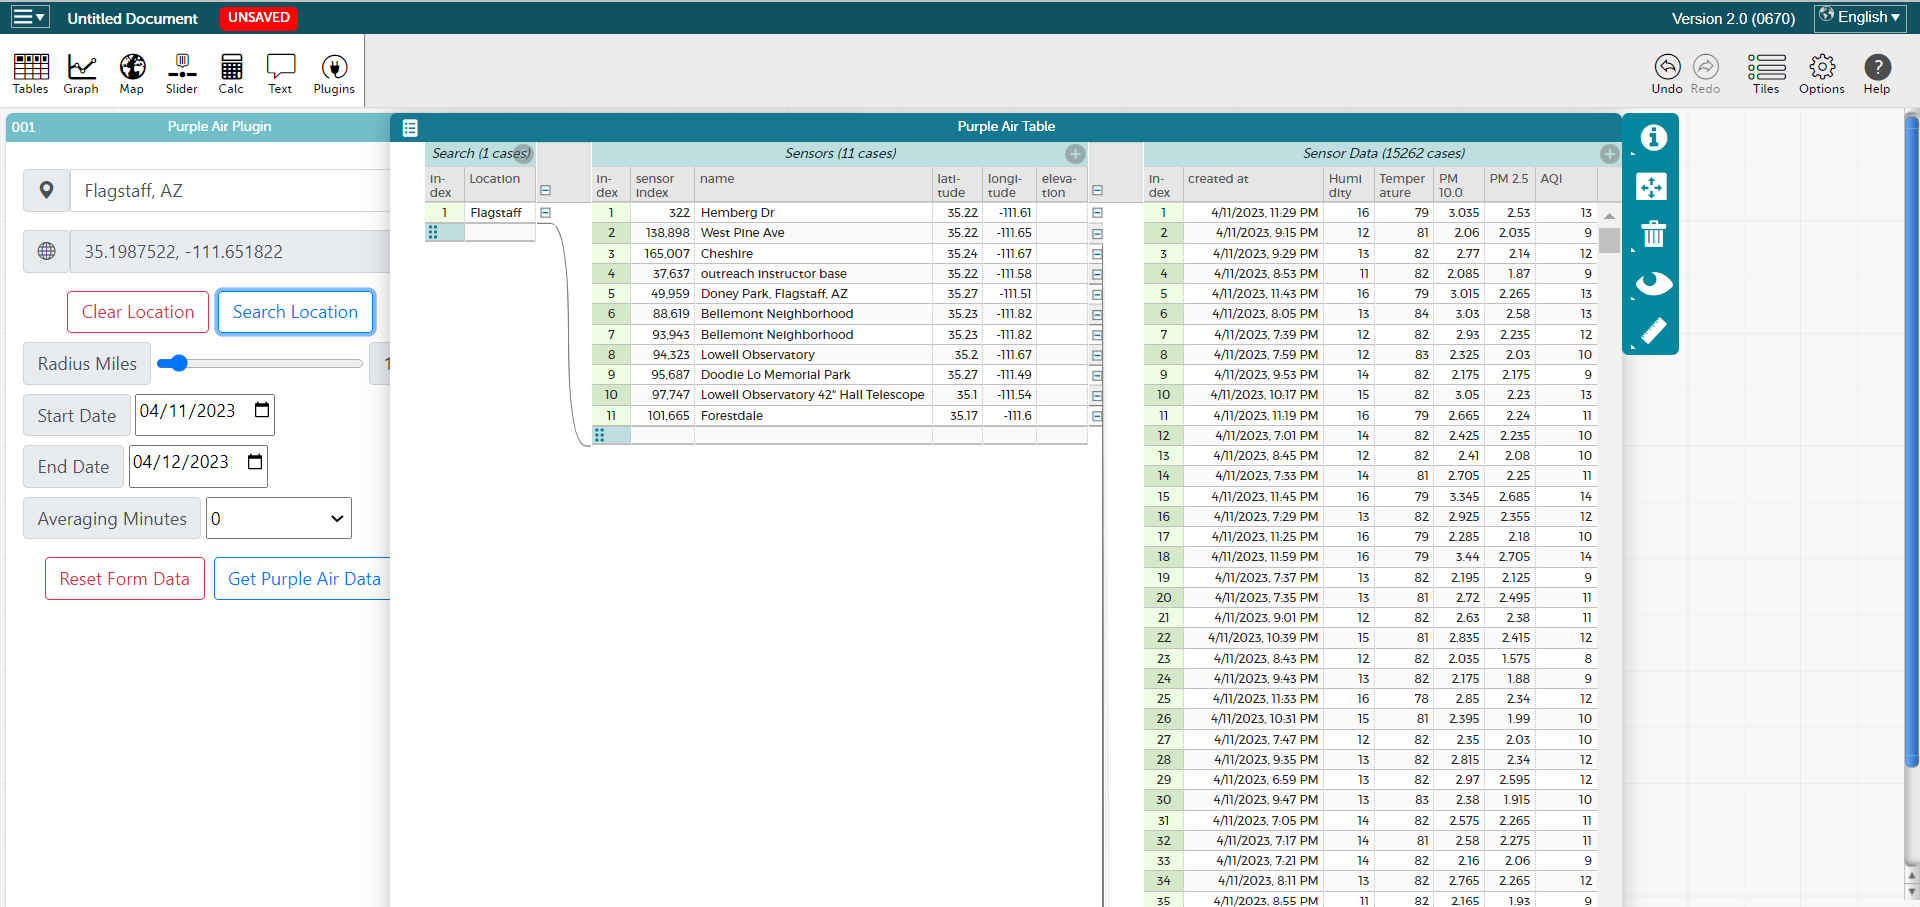 Untitled Document UNSAVED Version 2.0 (0670) English
Tables Graph Map Slider Calc Text Plugins Undo Redo Tiles Options Help
001 Purple Air Plugin
Flagstaff, AZ
35.1987522, -111.651822
Clear Location Search Location
Radius Miles 1
Start Date 04/11/2023
End Date 04/12/2023
Averaging Minutes 0
Reset Form Data Get Purple Air Data
Purple Air Table
Search (1 cases)
in-dex Location
1 Flagstaff
Sensors (11 cases)
in-dex sensor index name lati-tude longi-tude eleva-tion
1 322 Hemberg Dr 35.22 -111.61
2 138,898 West Pine Ave 35.22 -111.65
3 165,007 Cheshire 35.24 -111.67
4 37,637 outreach instructor base 35.22 -111.58
5 49,959 Doney Park, Flagstaff, AZ 35.27 -111.51
6 88,619 Bellemont Neighborhood 35.23 -111.82
7 93,943 Bellemont Neighborhood 35.23 -111.82
8 94,323 Lowell Observatory 35.2 -111.67
9 95,687 Doodie Lo Memorial Park 35.27 -111.49
10 97,747 Lowell Observatory 42" Hall Telescope 35.1 -111.54
11 101,665 Forestdale 35.17 -111.6
Sensor Data (15262 cases)
in-dex created at Humi dity Temper ature PM 10.0 PM 2.5 AQI
1 4/11/2023, 11:29 PM 16 79 3.035 2.53 13
2 4/11/2023, 9:15 PM 12 81 2.06 2.035 9
3 4/11/2023, 9:29 PM 13 82 2.77 2.14 12
4 4/11/2023, 8:53 PM 11 82 2.085 1.87 9
5 4/11/2023, 11:43 PM 16 79 3.015 2.265 13
6 4/11/2023, 8:05 PM 13 84 3.03 2.58 13
7 4/11/2023, 7:39 PM 12 82 2.93 2.235 12
8 4/11/2023, 7:59 PM 12 83 2.325 2.03 10
9 4/11/2023, 9:53 PM 14 82 2.175 2.175 9
10 4/11/2023, 10:17 PM 15 82 3.05 2.23 13
11 4/11/2023, 11:19 PM 16 79 2.665 2.24 11
12 4/11/2023, 7:01 PM 14 82 2.425 2.235 10
13 4/11/2023, 8:45 PM 12 82 2.41 2.08 10
14 4/11/2023, 7:33 PM 14 81 2.705 2.25 11
15 4/11/2023, 11:45 PM 16 79 3.345 2.685 14
16 4/11/2023, 7:29 PM 13 82 2.925 2.355 12
17 4/11/2023, 11:25 PM 16 79 2.285 2.18 10
18 4/11/2023, 11:59 PM 16 79 3.44 2.705 14
19 4/11/2023, 7:37 PM 13 82 2.195 2.125 9
20 4/11/2023, 7:35 PM 13 81 2.72 2.495 11
21 4/11/2023, 9:01 PM 12 82 2.63 2.38 11
22 4/11/2023, 10:39 PM 15 81 2.835 2.415 12
23 4/11/2023, 8:43 PM 12 82 2.035 1.575 8
24 4/11/2023, 9:43 PM 13 82 2.175 1.88 9
25 4/11/2023, 11:33 PM 16 78 2.85 2.34 12
26 4/11/2023, 10:31 PM 15 81 2.395 1.99 10
27 4/11/2023, 7:47 PM 12 82 2.35 2.03 10
28 4/11/2023, 9:35 PM 13 82 2.815 2.34 12
29 4/11/2023, 6:59 PM 13 82 2.97 2.595 12
30 4/11/2023, 9:47 PM 13 83 2.38 1.915 10
31 4/11/2023, 7:05 PM 14 82 2.575 2.265 11
32 4/11/2023, 7:17 PM 14 81 2.58 2.275 11
33 4/11/2023, 7:21 PM 14 82 2.16 2.06 9
34 4/11/2023, 8:11 PM 13 82 2.765 2.265 12
35 4/11/2023, 8:55 PM 11 82 2.165 1.93 9